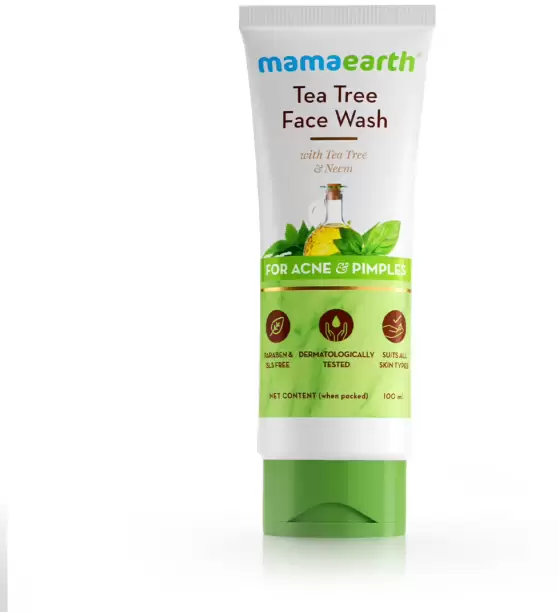 mamaearth®
Tea Tree
Face Wash
with Tea Tree
& Neem
FOR ACNE & PIMPLES
PARABEN & SLS FREE
DERMATOLOGICALLY TESTED
SUITS ALL SKIN TYPES
NET CONTENT (when packed) 100 ml